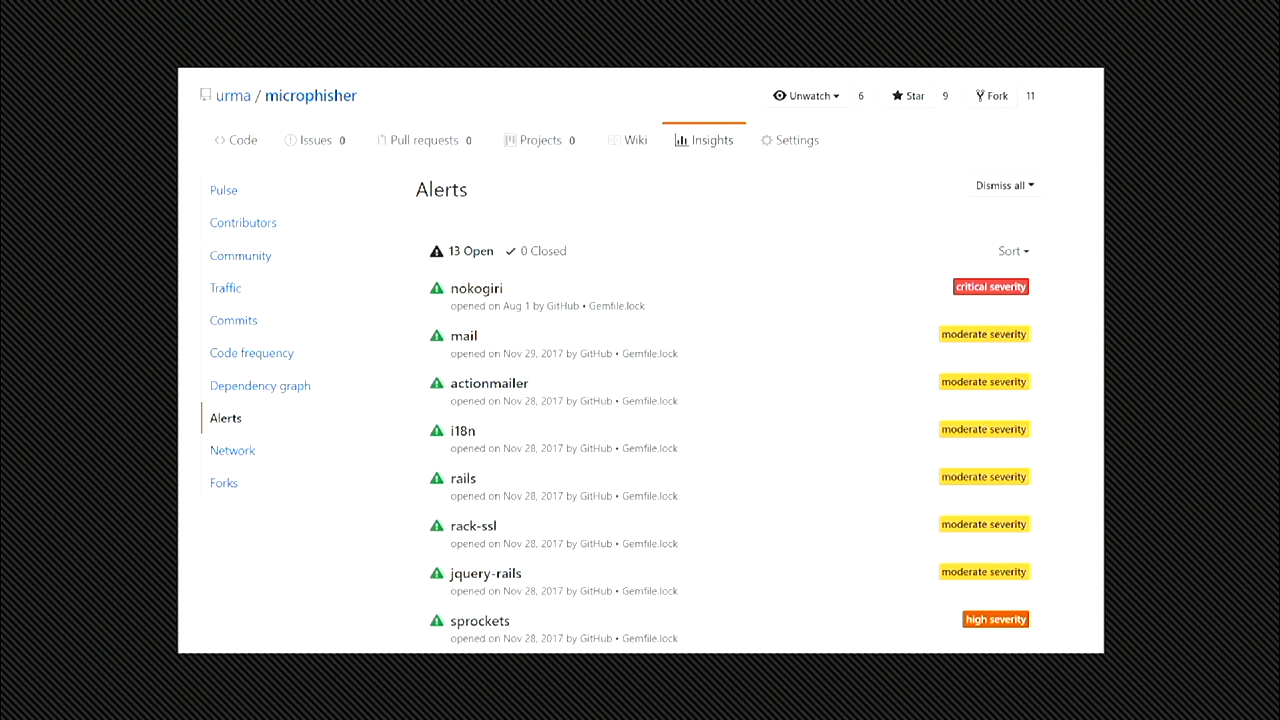 urma / microphisher
Unwatch 6 Star 9 Fork 11
Code Issues 0 Pull requests 0 Projects 0 Wiki Insights Settings
Pulse
Contributors
Community
Traffic
Commits
Code frequency
Dependency graph
Alerts
Network
Forks
Alerts
Dismiss all
13 Open 0 Closed
Sort
nokogiri critical severity
opened on Aug 1 by GitHub • Gemfile.lock
mail moderate severity
opened on Nov 29, 2017 by GitHub • Gemfile.lock
actionmailer moderate severity
opened on Nov 28, 2017 by GitHub • Gemfile.lock
i18n moderate severity
opened on Nov 28, 2017 by GitHub • Gemfile.lock
rails moderate severity
opened on Nov 28, 2017 by GitHub • Gemfile.lock
rack-ssl moderate severity
opened on Nov 28, 2017 by GitHub • Gemfile.lock
jquery-rails moderate severity
opened on Nov 28, 2017 by GitHub • Gemfile.lock
sprockets high severity
opened on Nov 28, 2017 by GitHub • Gemfile.lock